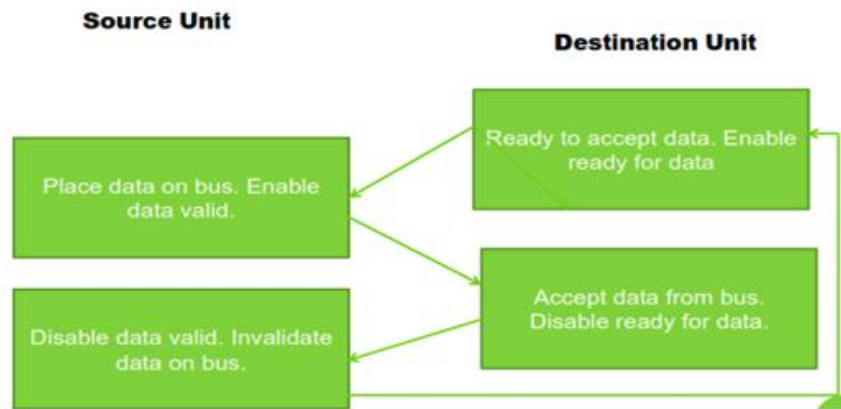 Source Unit
Destination Unit
Ready to accept data. Enable
ready for data
Place data on bus. Enable
data valid.
Accept data from bus.
Disable ready for data.
Disable data valid. Invalidate
data on bus.